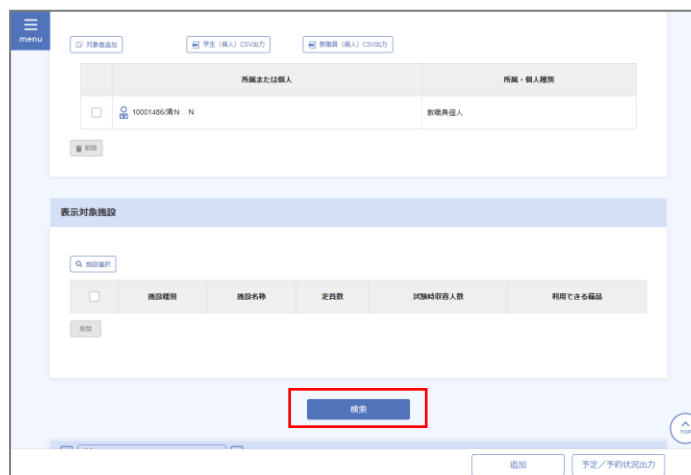 menu
対象者追加 学生（個人）CSV出力 教職員（個人）CSV出力
所属または個人 所属・個人種別
10001486/濱N N 教職員個人
削除
表示対象施設
施設選択
施設種別 施設名称 定員数 試験時収容人数 利用できる備品
削除
検索
TOP
追加 予定／予約状況出力